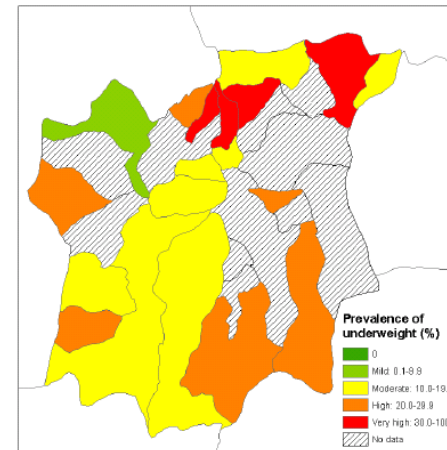 Prevalence of
underweight (%)
0
Mild: 0.1-9.9
Moderate: 10.0-19.
High: 20.0-29.9
Very high: 30.0-100
No data